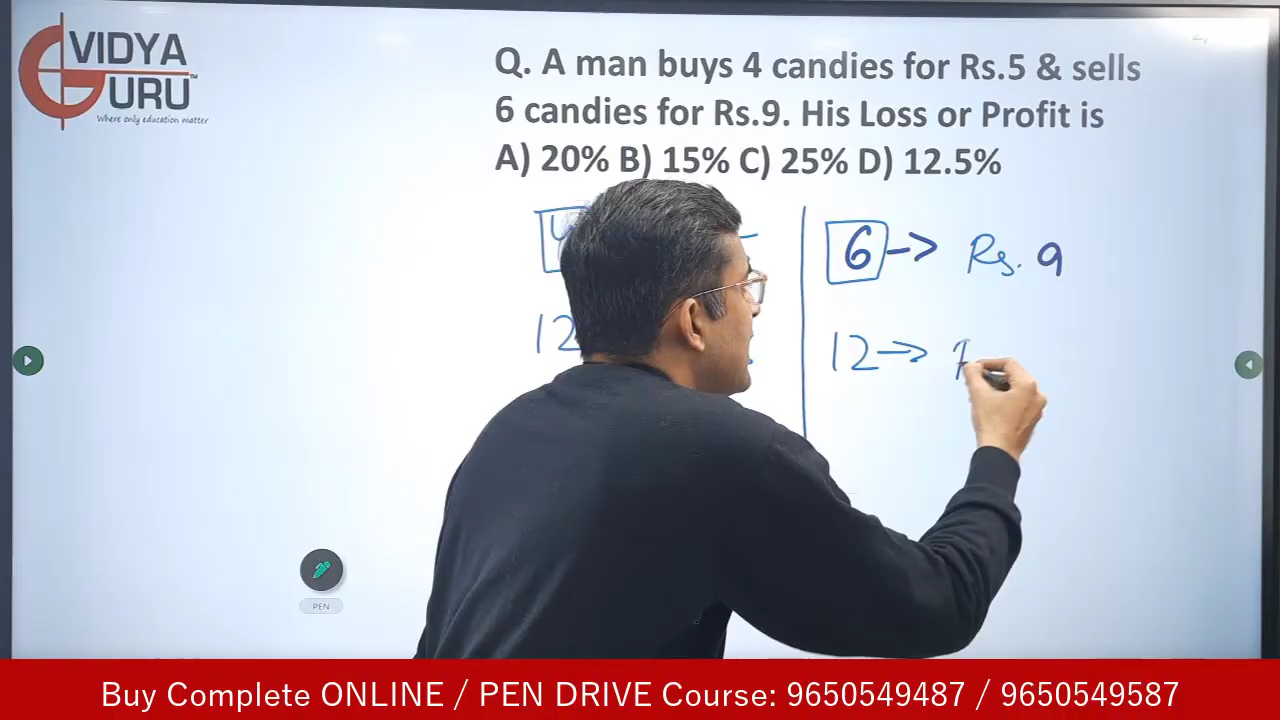 VIDYA
GURU
Where only education matter
Q. A man buys 4 candies for Rs.5 & sells
6 candies for Rs.9. His Loss or Profit is
A) 20% B) 15% C) 25% D) 12.5%
6 -> Rs. 9
12 12 ->
PEN
Buy Complete ONLINE / PEN DRIVE Course: 9650549487 / 9650549587